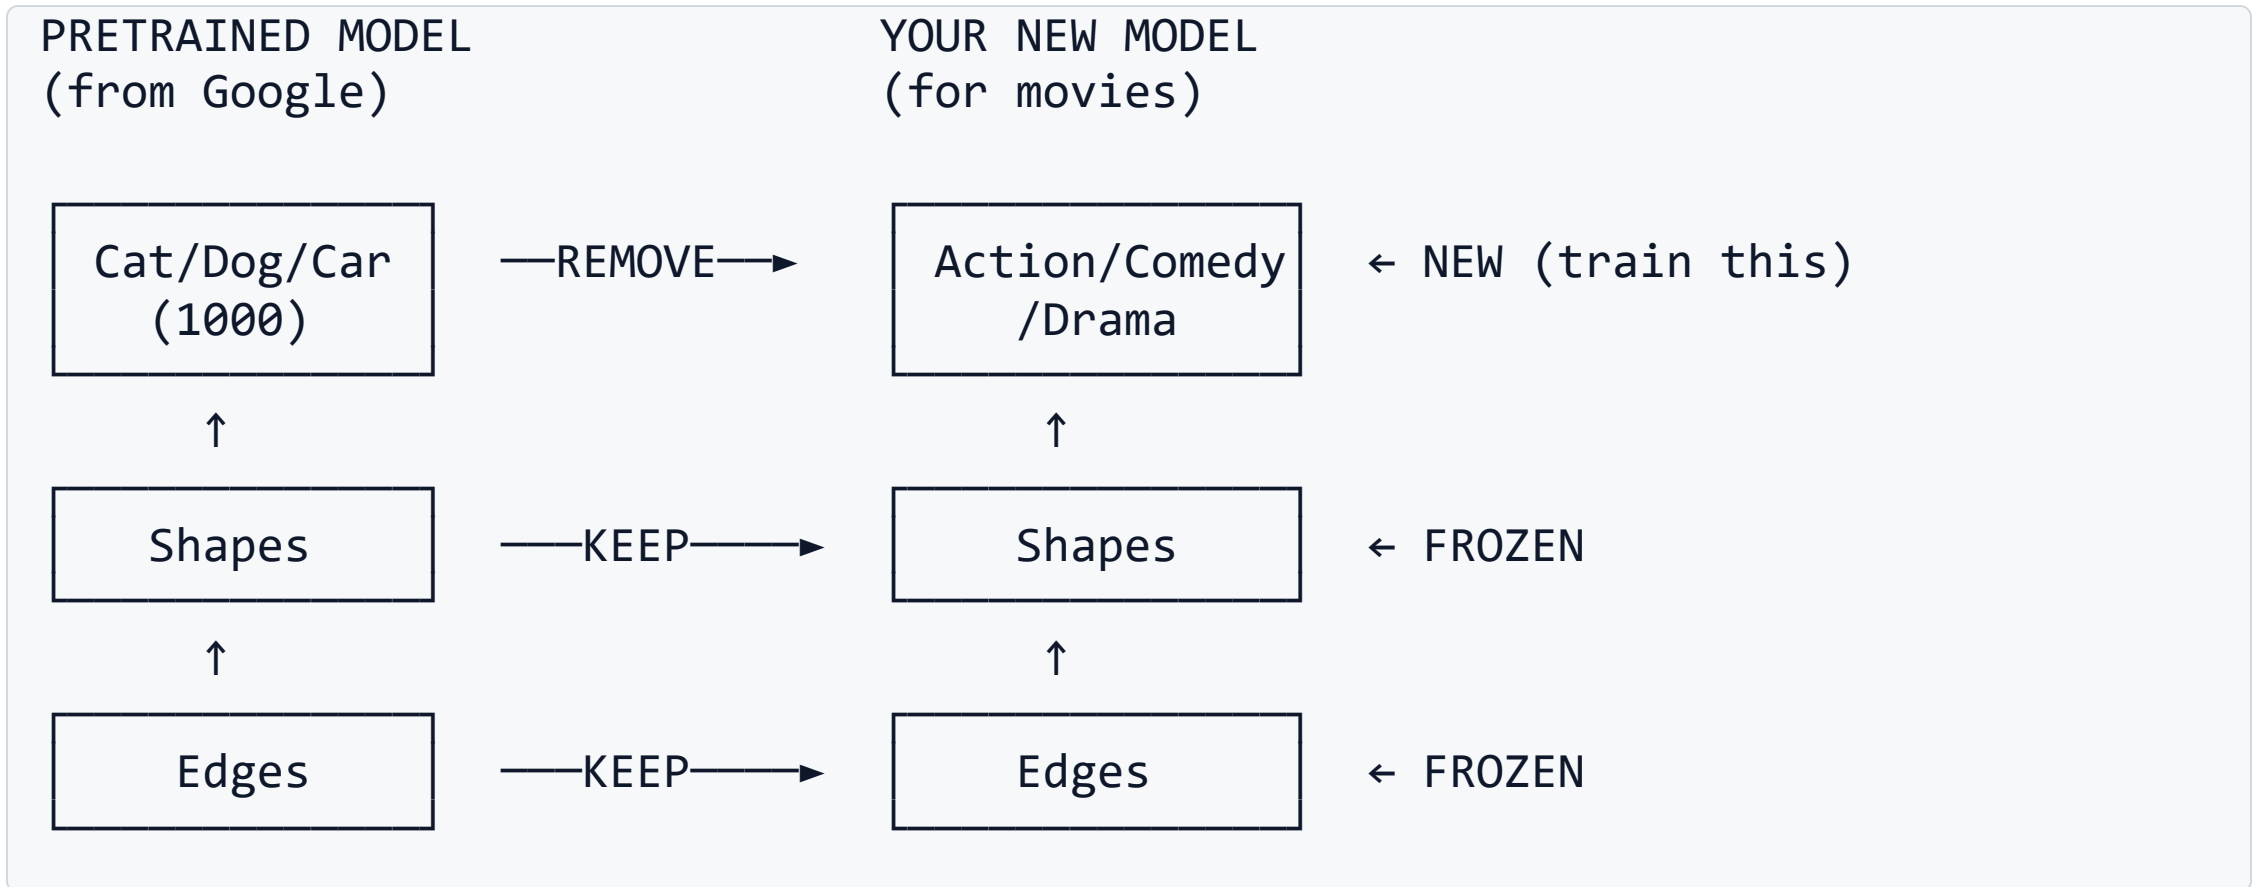 PRETRAINED MODEL YOUR NEW MODEL
(from Google) (for movies)
Cat/Dog/Car ──REMOVE──► Action/Comedy ← NEW (train this)
(1000) /Drama
↑ ↑
Shapes ───KEEP────► Shapes ← FROZEN
↑ ↑
Edges ───KEEP────► Edges ← FROZEN